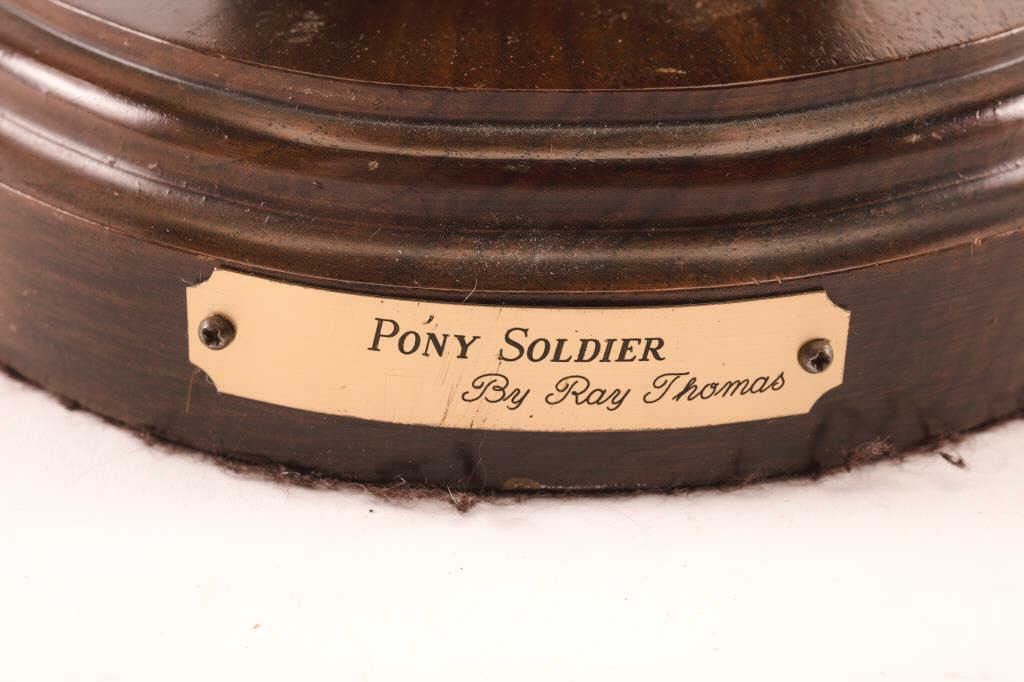 PONY SOLDIER
By Ray Thomas